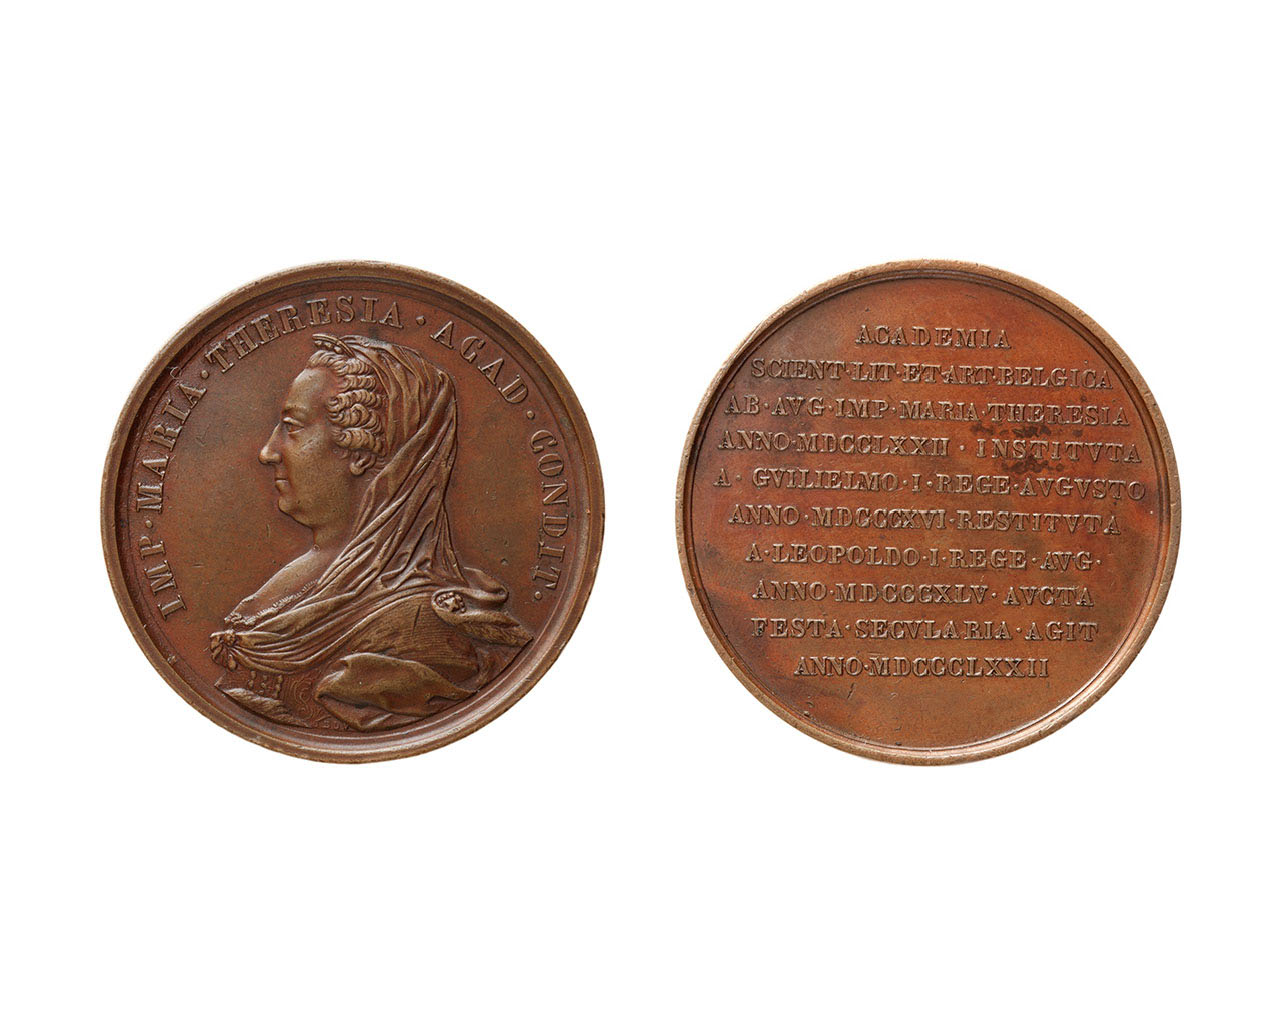 IMP · MARIA · THERESIA · ACAD · CONDIT ·
ACADEMIA
SCIENT · LIT · ET · ART · BELGICA
AB · AVG · IMP · MARIA · THERESIA
ANNO · MDCCLXXII · INSTITVTA
A · GVILIELMO · I · REGE · AVGVSTO
ANNO · MDCCCXVI · RESTITVTA
A · LEOPOLDO · I · REGE · AVG ·
ANNO · MDCCCXLV · AVCTA
FESTA · SECVLARIA · AGIT
ANNO · MDCCCLXXII